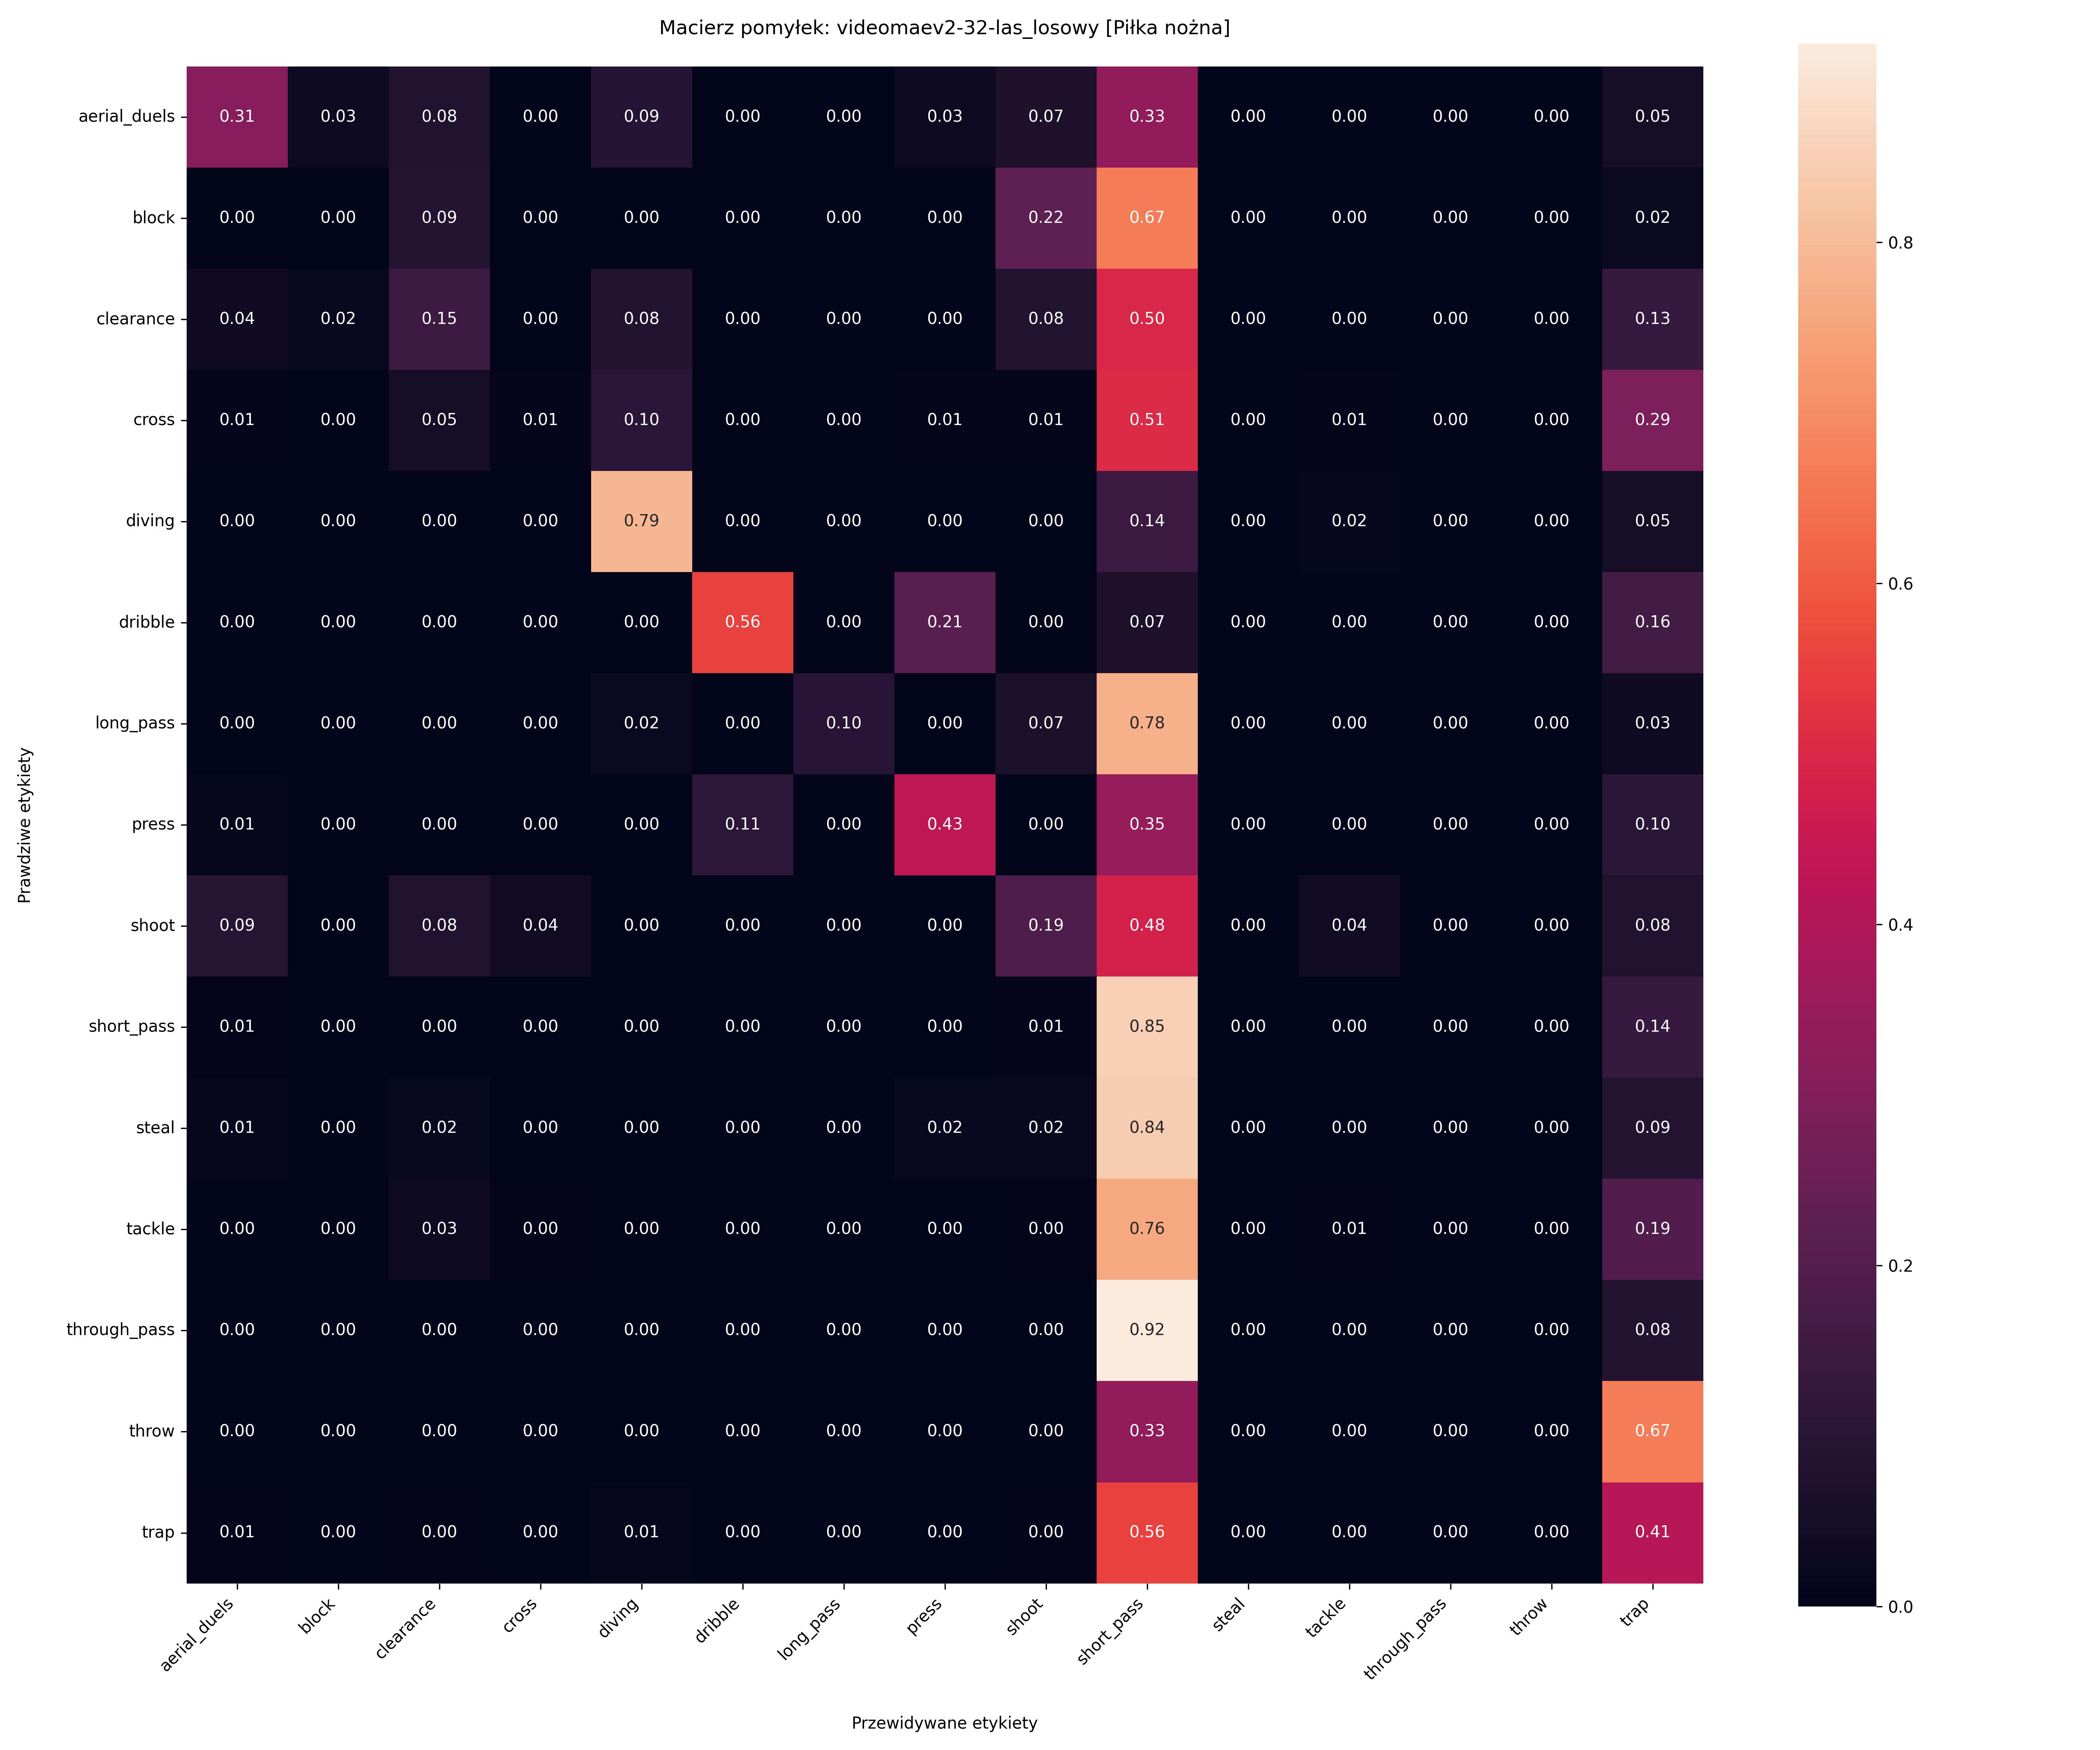 Macierz pomyłek: videomaev2-32-las_losowy [Piłka nożna]
aerial_duels 0.31 0.03 0.08 0.00 0.09 0.00 0.00 0.03 0.07 0.33 0.00 0.00 0.00 0.00 0.05
block 0.00 0.00 0.09 0.00 0.00 0.00 0.00 0.00 0.22 0.67 0.00 0.00 0.00 0.00 0.02
clearance 0.04 0.02 0.15 0.00 0.08 0.00 0.00 0.00 0.08 0.50 0.00 0.00 0.00 0.00 0.13
cross 0.01 0.00 0.05 0.01 0.10 0.00 0.00 0.01 0.01 0.51 0.00 0.01 0.00 0.00 0.29
diving 0.00 0.00 0.00 0.00 0.79 0.00 0.00 0.00 0.00 0.14 0.00 0.02 0.00 0.00 0.05
dribble 0.00 0.00 0.00 0.00 0.00 0.56 0.00 0.21 0.00 0.07 0.00 0.00 0.00 0.00 0.16
long_pass 0.00 0.00 0.00 0.00 0.02 0.00 0.10 0.00 0.07 0.78 0.00 0.00 0.00 0.00 0.03
press 0.01 0.00 0.00 0.00 0.00 0.11 0.00 0.43 0.00 0.35 0.00 0.00 0.00 0.00 0.10
shoot 0.09 0.00 0.08 0.04 0.00 0.00 0.00 0.00 0.19 0.48 0.00 0.04 0.00 0.00 0.08
short_pass 0.01 0.00 0.00 0.00 0.00 0.00 0.00 0.00 0.01 0.85 0.00 0.00 0.00 0.00 0.14
steal 0.01 0.00 0.02 0.00 0.00 0.00 0.00 0.02 0.02 0.84 0.00 0.00 0.00 0.00 0.09
tackle 0.00 0.00 0.03 0.00 0.00 0.00 0.00 0.00 0.00 0.76 0.00 0.01 0.00 0.00 0.19
through_pass 0.00 0.00 0.00 0.00 0.00 0.00 0.00 0.00 0.00 0.92 0.00 0.00 0.00 0.00 0.08
throw 0.00 0.00 0.00 0.00 0.00 0.00 0.00 0.00 0.00 0.33 0.00 0.00 0.00 0.00 0.67
trap 0.01 0.00 0.00 0.00 0.01 0.00 0.00 0.00 0.00 0.56 0.00 0.00 0.00 0.00 0.41
aerial_duels block clearance cross diving dribble long_pass press shoot short_pass steal tackle through_pass throw trap
Przewidywane etykiety
Prawdziwe etykiety
0.8
0.6
0.4
0.2
0.0